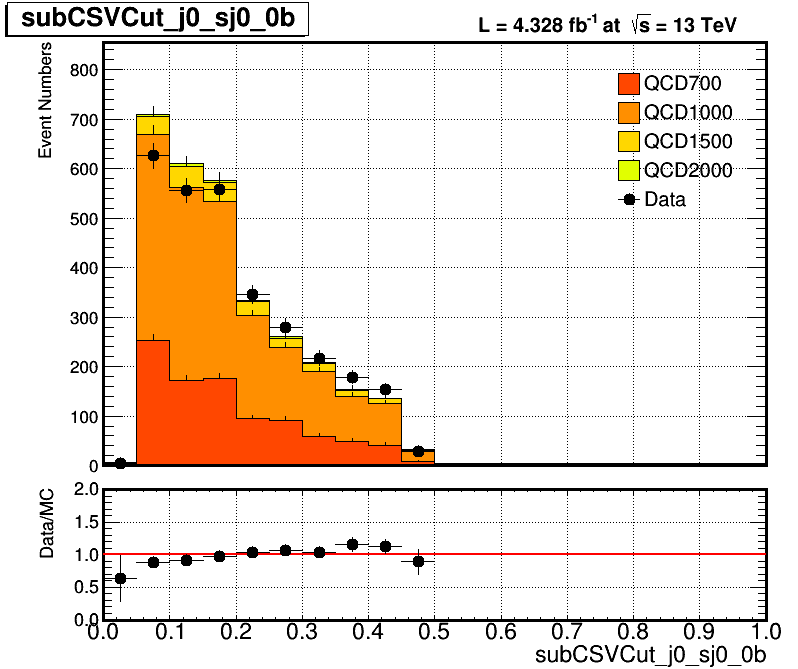 subCSVCut_j0_sj0_0b
L = 4.328 fb-1 at √s = 13 TeV
Event Numbers
800
700
600
500
400
300
200
100
0
QCD700
QCD1000
QCD1500
QCD2000
Data
Data/MC
2.0
1.5
1.0
0.5
0.0
0.0 0.1 0.2 0.3 0.4 0.5 0.6 0.7 0.8 0.9 1.0
subCSVCut_j0_sj0_0b